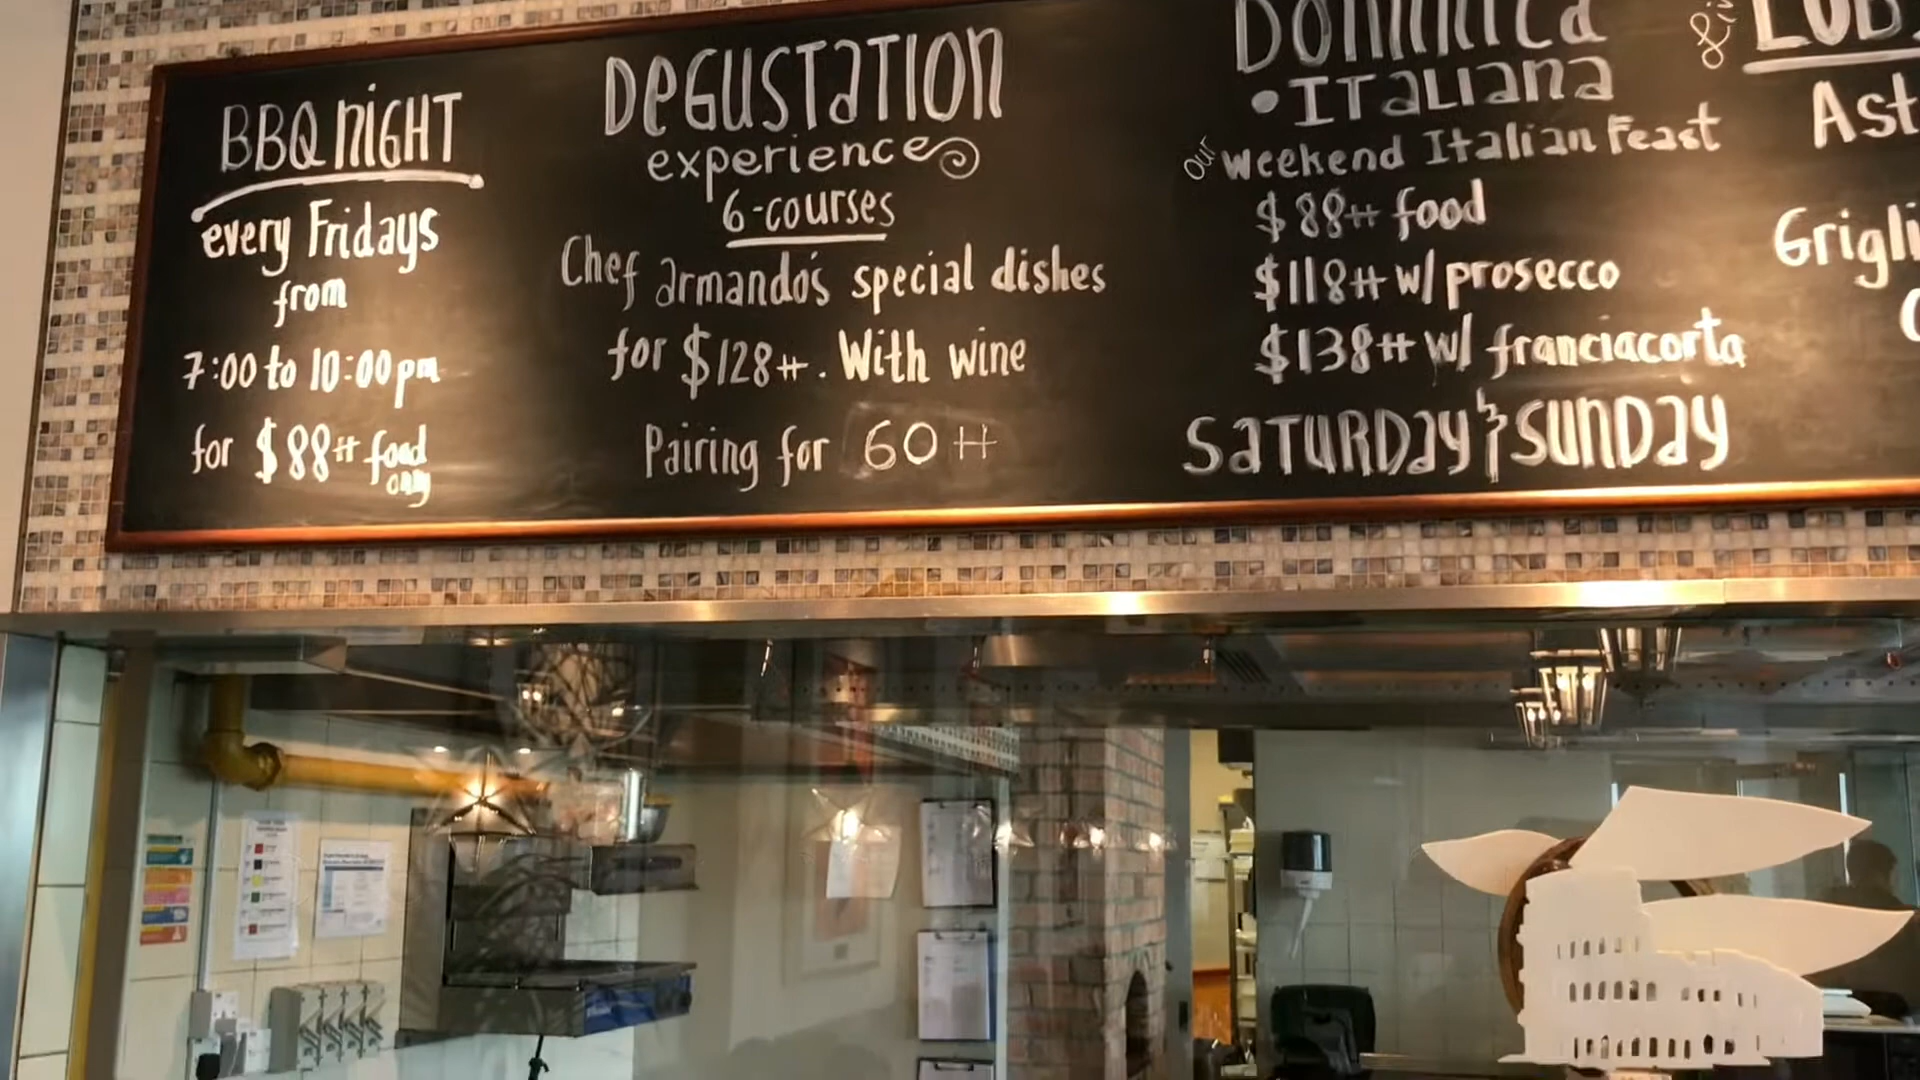 BBQ NIGHT
every Fridays
from
7:00 to 10:00pm
for $88++ food
only
DEGUSTATION
experience
6-courses
Chef armando's special dishes
for $128++. With wine
Pairing for 60++
DOMINICA
• ITALIANA
our Weekend Italian Feast
$88++ food
$118++ w/ prosecco
$138++ w/ franciacorta
SATURDAY & SUNDAY